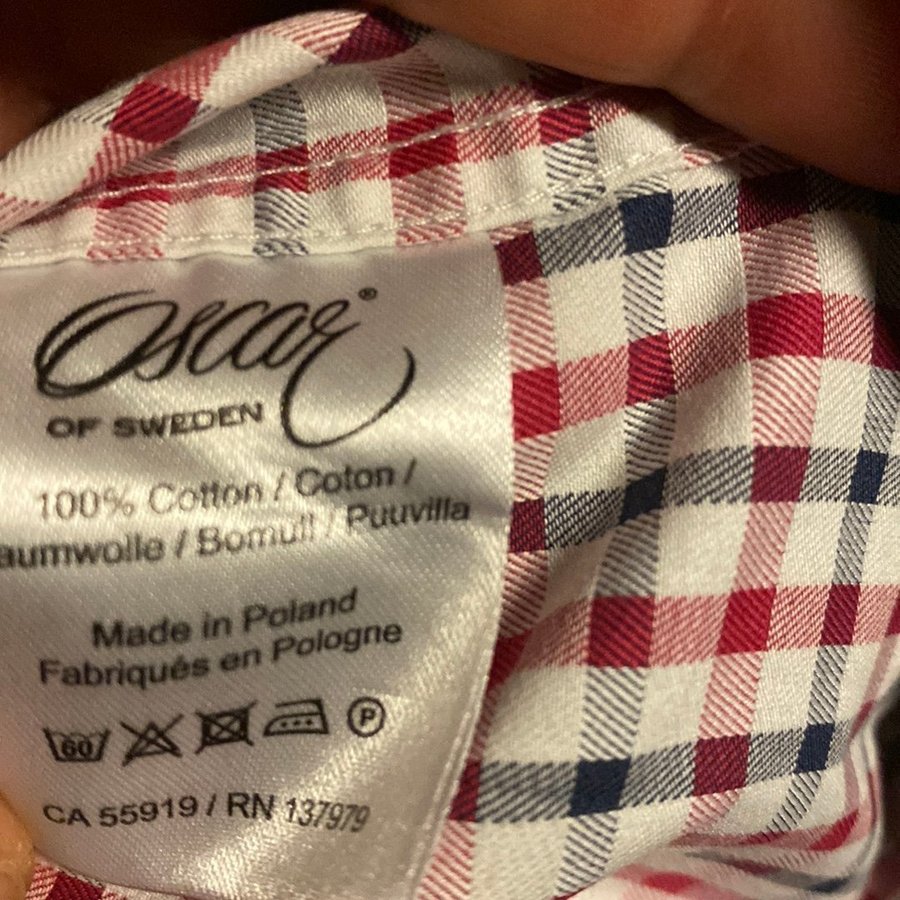 Oscar®
OF SWEDEN
100% Cotton / Coton /
aumwolle / Bomull / Puuvilla
Made in Poland
Fabriqués en Pologne
60 P
CA 55919 / RN 137979